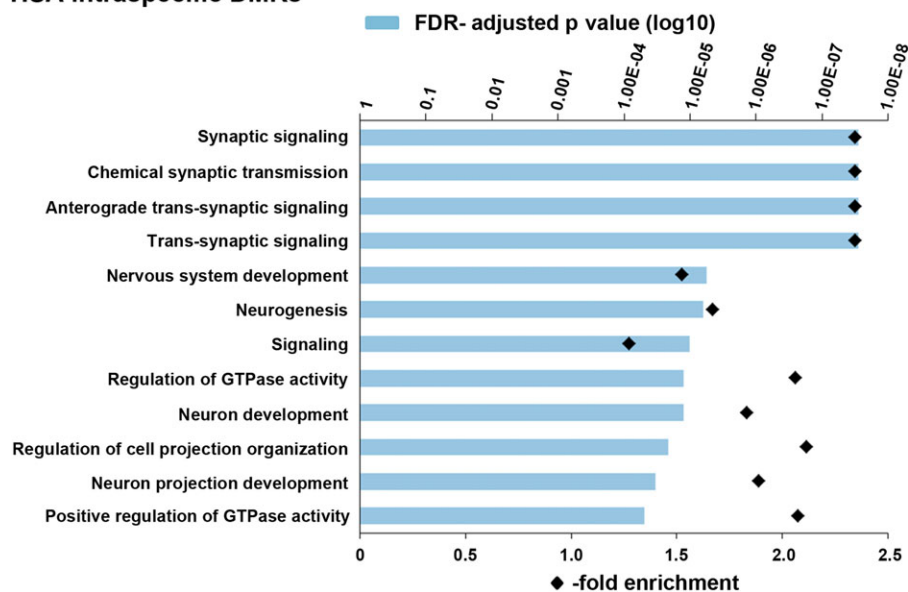 FDR- adjusted p value (log10)
1 0.1 0.01 0.001 1.00E-04 1.00E-05 1.00E-06 1.00E-07 1.00E-08
Synaptic signaling
Chemical synaptic transmission
Anterograde trans-synaptic signaling
Trans-synaptic signaling
Nervous system development
Neurogenesis
Signaling
Regulation of GTPase activity
Neuron development
Regulation of cell projection organization
Neuron projection development
Positive regulation of GTPase activity
0 0.5 1.0 1.5 2.0 2.5
◆ -fold enrichment